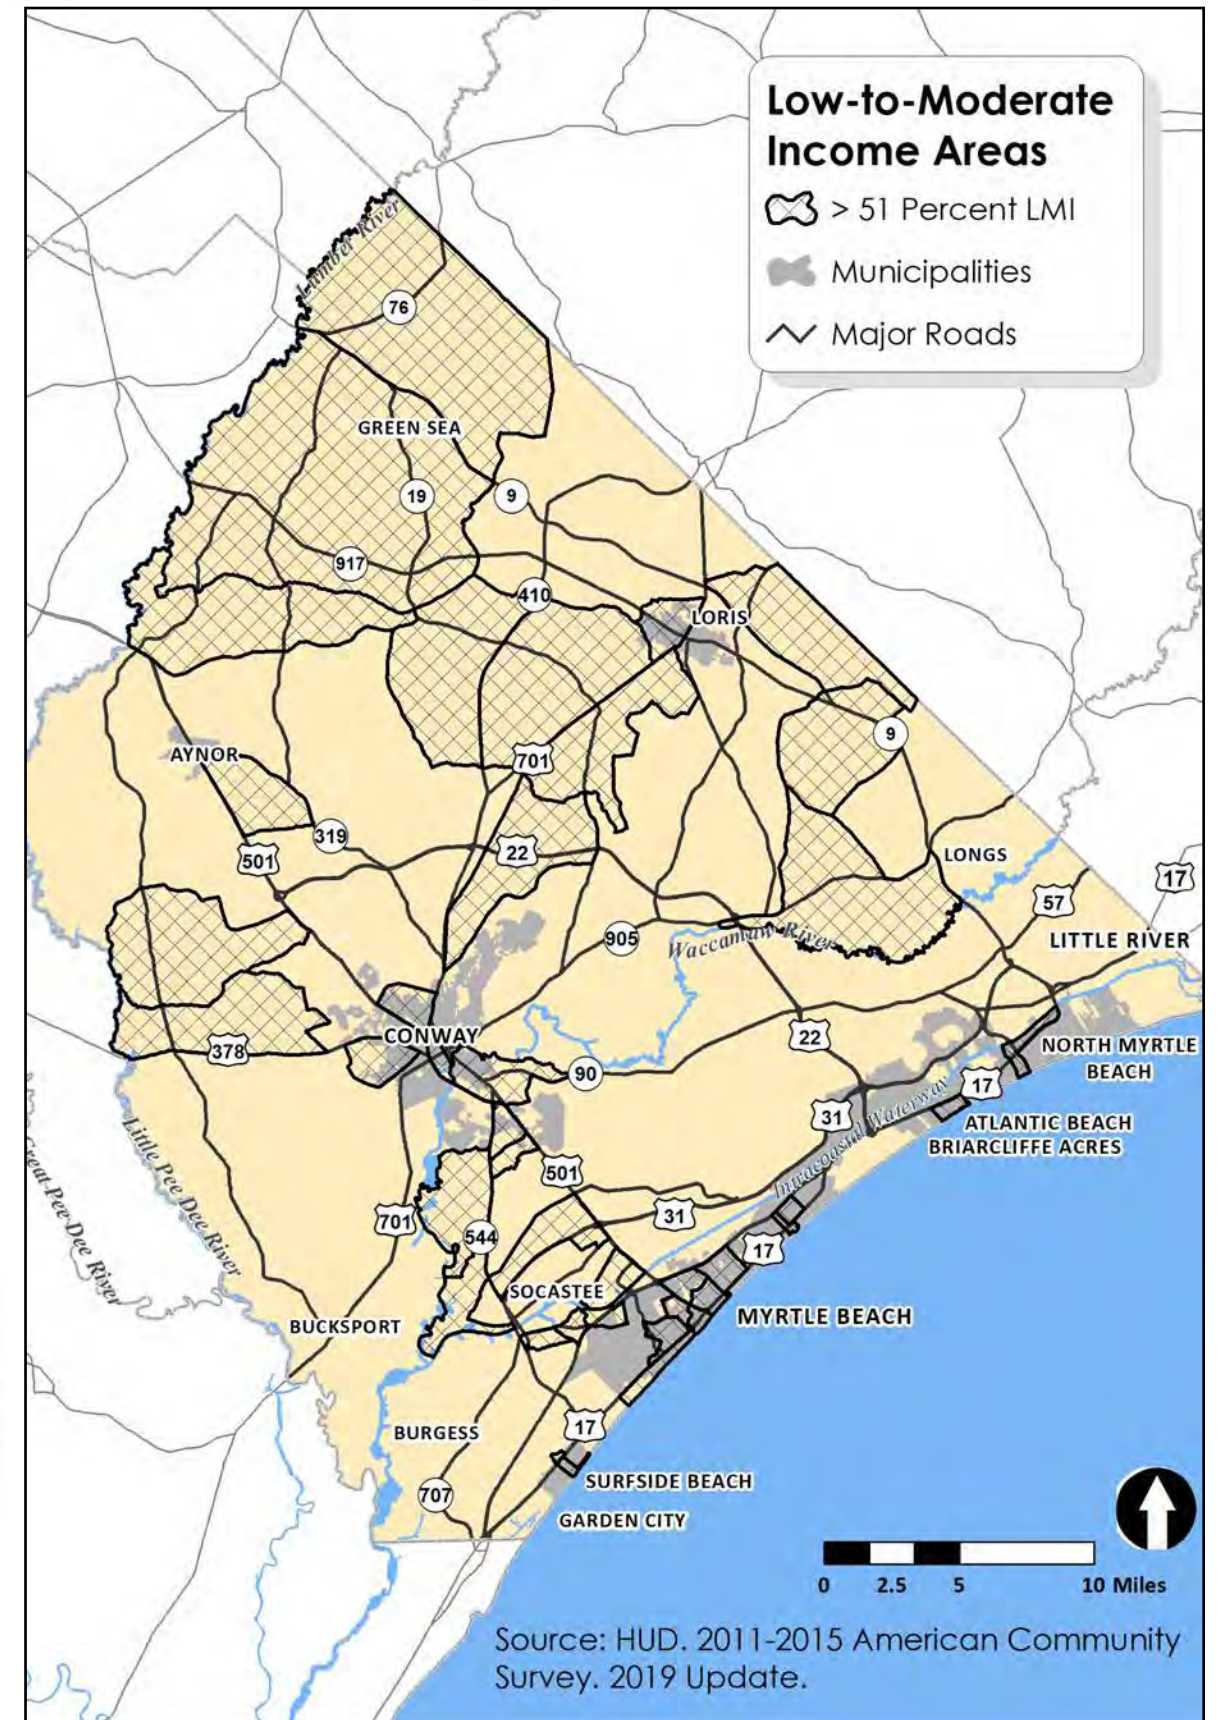 Low-to-Moderate
Income Areas
> 51 Percent LMI
Municipalities
Major Roads
Lumber River
76
GREEN SEA
19
9
917
410
LORIS
9
AYNOR
701
319
22
501
LONGS
17
57
905
Waccamaw River
LITTLE RIVER
CONWAY
22
378
NORTH MYRTLE
BEACH
90
17
31
ATLANTIC BEACH
BRIARCLIFFE ACRES
Intracoastal Waterway
501
Little Pee Dee River
Great Pee Dee River
701
31
544
17
SOCASTEE
MYRTLE BEACH
BUCKSPORT
BURGESS
17
SURFSIDE BEACH
707
GARDEN CITY
0 2.5 5 10 Miles
Source: HUD. 2011-2015 American Community
Survey. 2019 Update.